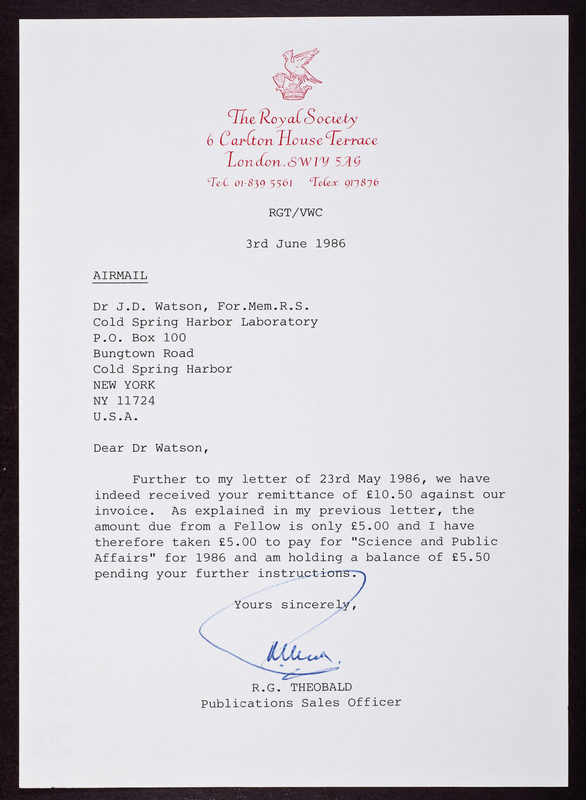 The Royal Society
6 Carlton House Terrace
London, SW1Y 5AG
Tel. 01-839 5561 Telex 917876
RGT/VWC
3rd June 1986
AIRMAIL
Dr J.D. Watson, For.Mem.R.S.
Cold Spring Harbor Laboratory
P.O. Box 100
Bungtown Road
Cold Spring Harbor
NEW YORK
NY 11724
U.S.A.
Dear Dr Watson,
Further to my letter of 23rd May 1986, we have
indeed received your remittance of £10.50 against our
invoice. As explained in my previous letter, the
amount due from a Fellow is only £5.00 and I have
therefore taken £5.00 to pay for "Science and Public
Affairs" for 1986 and am holding a balance of £5.50
pending your further instructions.
Yours sincerely,
R.G. THEOBALD
Publications Sales Officer